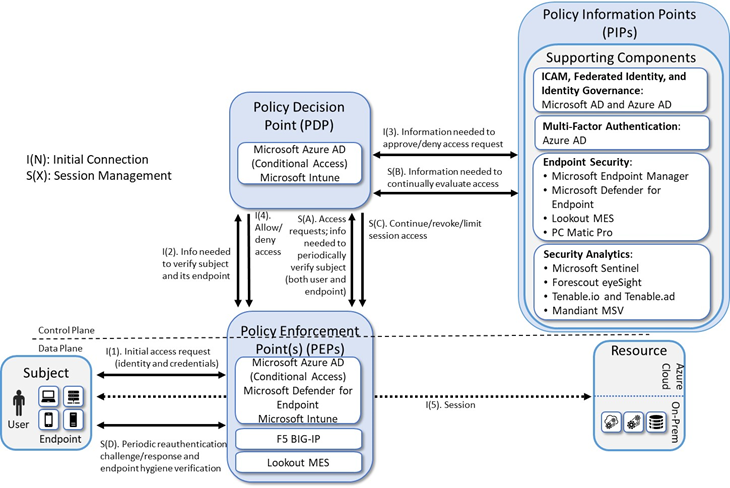 Policy Information Points
(PIPs)
Supporting Components
ICAM, Federated Identity, and
Identity Governance:
Microsoft AD and Azure AD
Multi-Factor Authentication:
Azure AD
Endpoint Security:
• Microsoft Endpoint Manager
• Microsoft Defender for
Endpoint
• Lookout MES
• PC Matic Pro
Security Analytics:
• Microsoft Sentinel
• Forescout eyeSight
• Tenable.io and Tenable.ad
• Mandiant MSV
Policy Decision
Point (PDP)
Microsoft Azure AD
(Conditional Access)
Microsoft Intune
I(N): Initial Connection
S(X): Session Management
I(3). Information needed to
approve/deny access request
S(B). Information needed to
continually evaluate access
I(2). Info needed
to verify subject
and its endpoint
I(4).
Allow/
deny
access
S(A). Access
requests; info
needed to
periodically
verify subject
(both user and
endpoint)
S(C). Continue/revoke/limit
session access
Control Plane
Data Plane
Policy Enforcement
Point(s) (PEPs)
Microsoft Azure AD
(Conditional Access)
Microsoft Defender for
Endpoint
Microsoft Intune
F5 BIG-IP
Lookout MES
Subject
User
Endpoint
I(1). Initial access request
(identity and credentials)
S(D). Periodic reauthentication
challenge/response and
endpoint hygiene verification
I(5). Session
Resource
Azure
Cloud
On-Prem